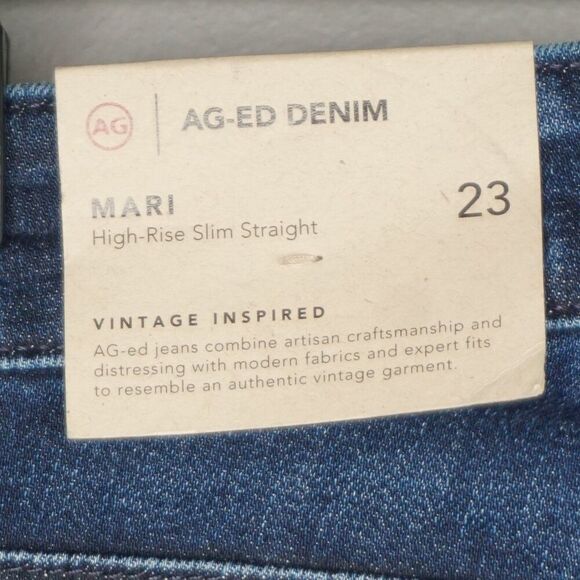 AG
AG-ED DENIM
MARI
23
High-Rise Slim Straight
VINTAGE INSPIRED
AG-ed jeans combine artisan craftsmanship and
distressing with modern fabrics and expert fits
to resemble an authentic vintage garment.